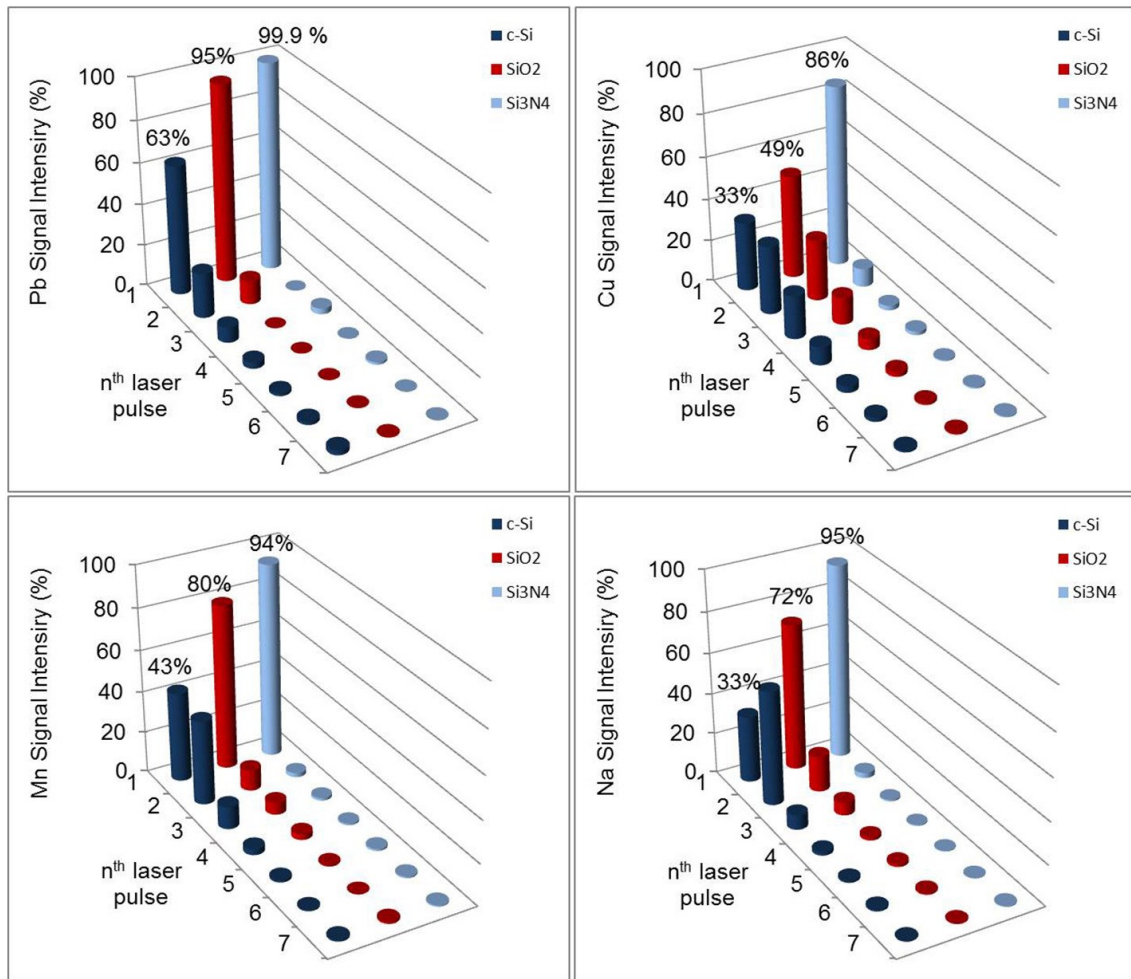 99.9 %
95%
63%
c-Si
SiO2
Si3N4
Pb Signal Intensiry (%)
100
80
60
40
20
0
1
2
3
4
5
6
7
nth laser
pulse
86%
49%
33%
c-Si
SiO2
Si3N4
Cu Signal Intensiry (%)
100
80
60
40
20
0
1
2
3
4
5
6
7
nth laser
pulse
94%
80%
43%
c-Si
SiO2
Si3N4
Mn Signal Intensiry (%)
100
80
60
40
20
0
1
2
3
4
5
6
7
nth laser
pulse
95%
72%
33%
c-Si
SiO2
Si3N4
Na Signal Intensiry (%)
100
80
60
40
20
0
1
2
3
4
5
6
7
nth laser
pulse